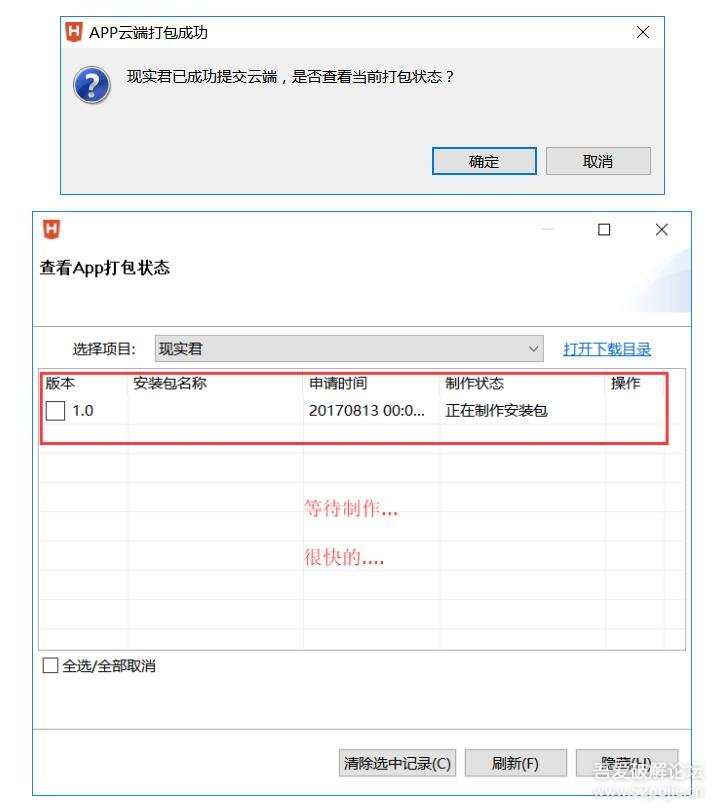 APP云端打包成功
现实君已成功提交云端，是否查看当前打包状态？
确定 取消
查看App打包状态
选择项目: 现实君 打开下载目录
版本 安装包名称 申请时间 制作状态 操作
1.0 20170813 00:0... 正在制作安装包
等待制作...
很快的....
全选/全部取消
清除选中记录(C) 刷新(F) 隐藏(H)
吾爱破解论坛
www.52pojie.cn